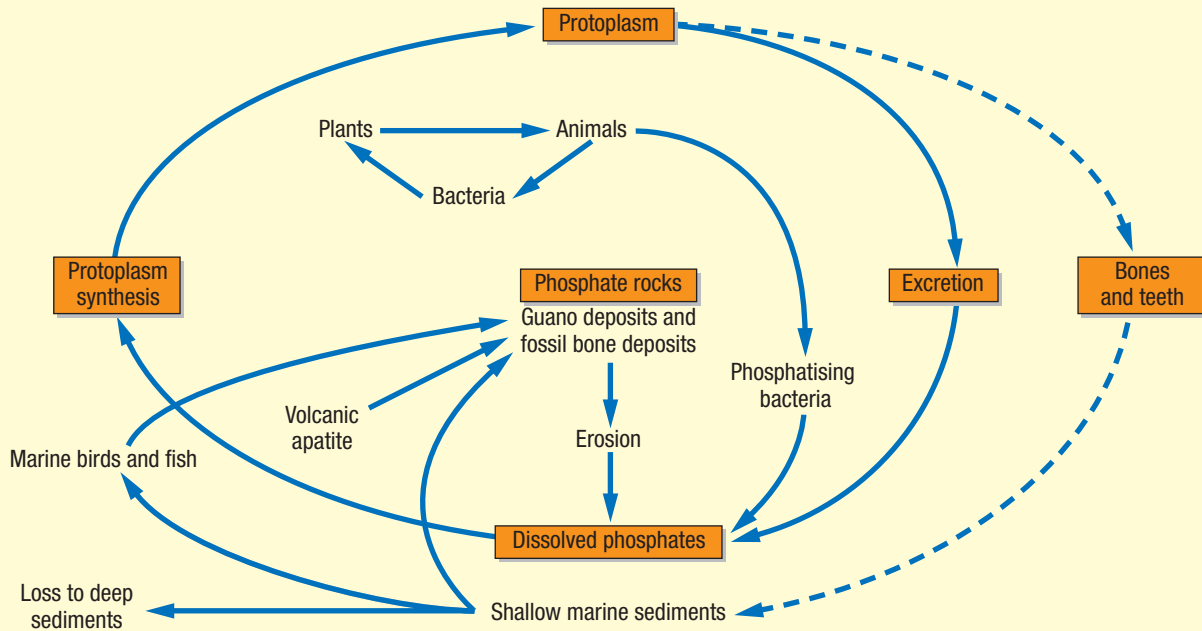 Protoplasm
Plants
Animals
Bacteria
Protoplasm
synthesis
Phosphate rocks
Guano deposits and
fossil bone deposits
Excretion
Bones
and teeth
Volcanic
apatite
Phosphatising
bacteria
Erosion
Marine birds and fish
Dissolved phosphates
Loss to deep
sediments
Shallow marine sediments